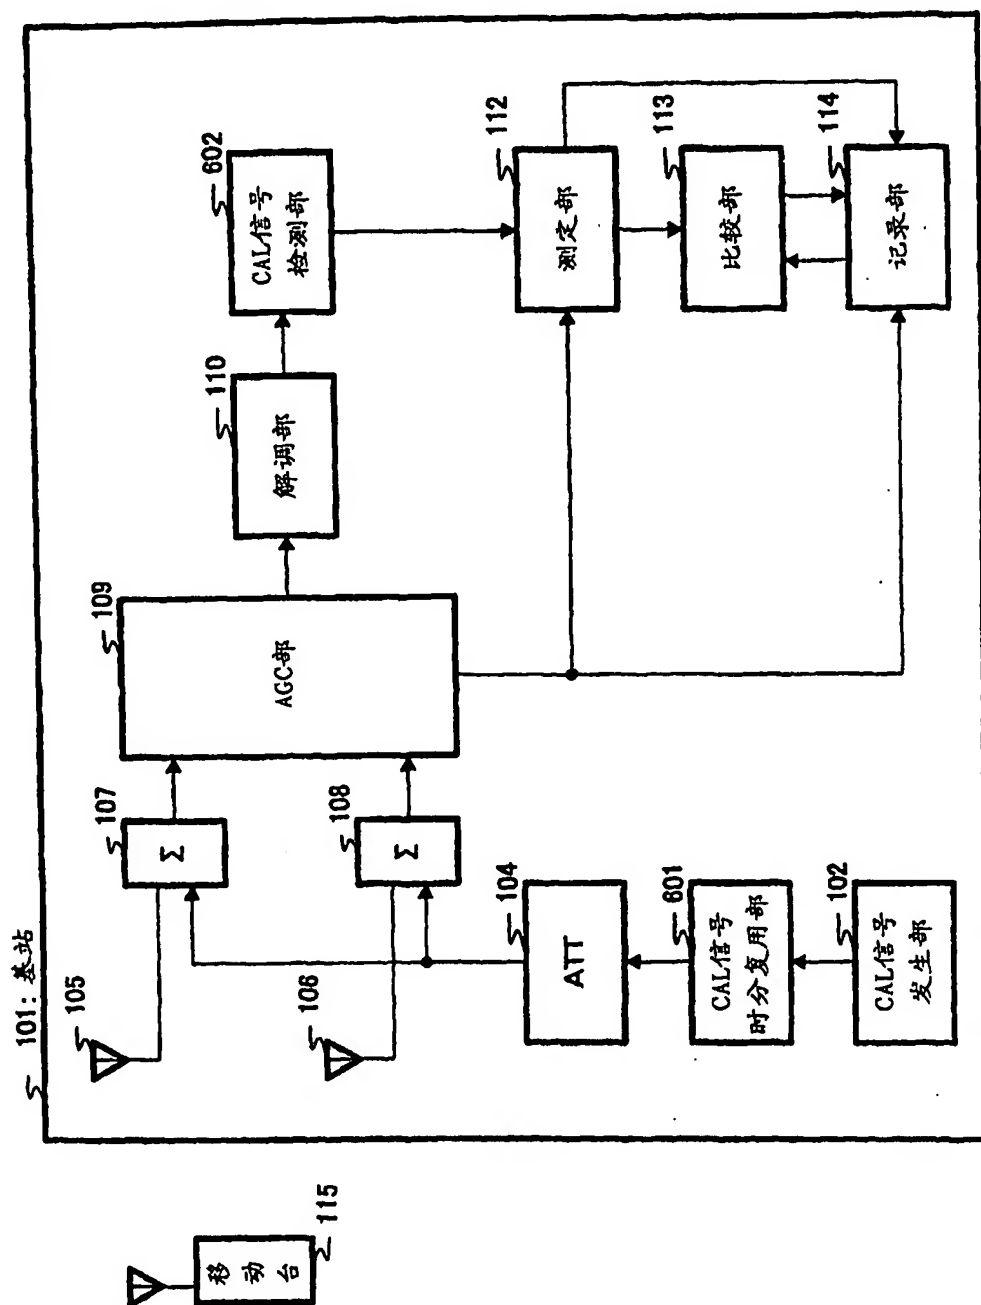 101: 基站
105
106
107
Σ
108
Σ
109
AGC部
110
解调部
602
CAL信号
检测部
112
测定部
113
比较部
114
记录部
104
ATT
601
CAL信号
时分复用部
102
CAL信号
发生部
移动台
115